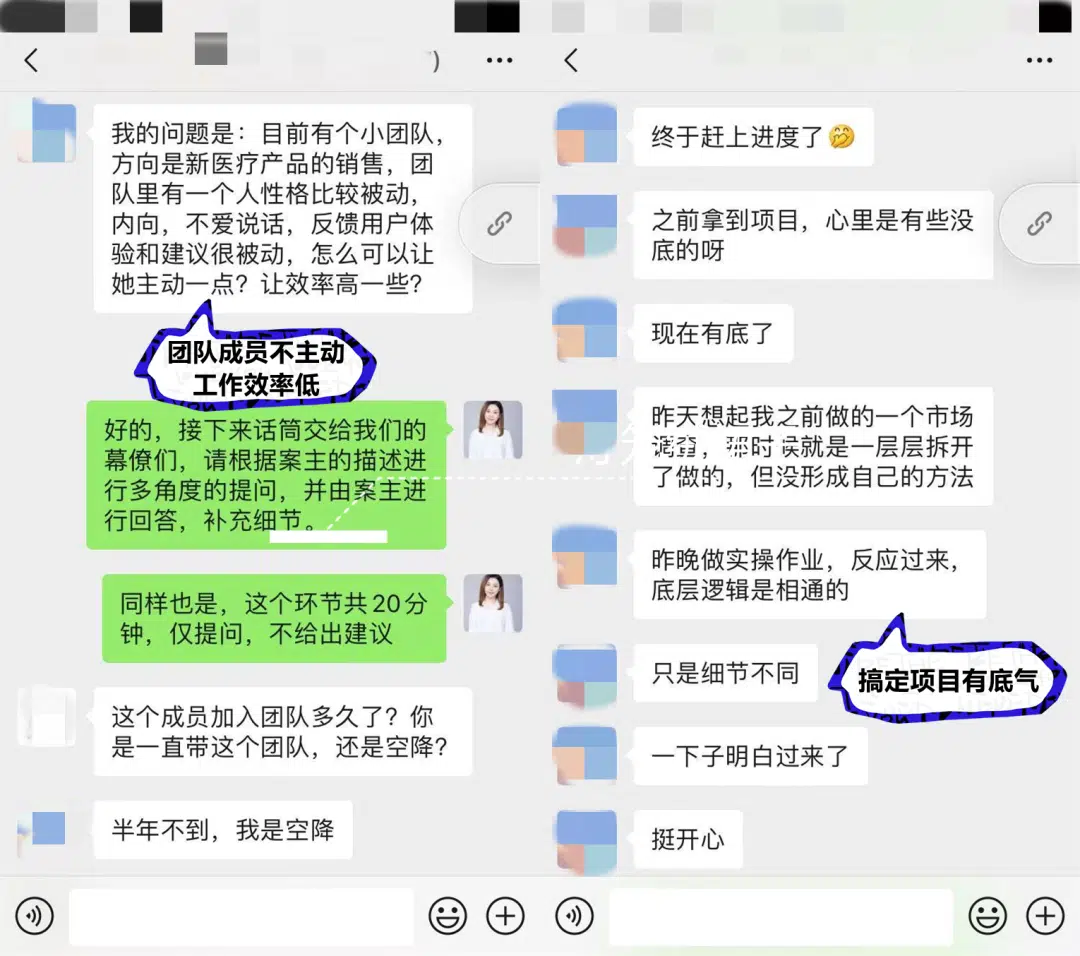 我的问题是：目前有个小团队，
方向是新医疗产品的销售，团
队里有一个人性格比较被动，
内向，不爱说话，反馈用户体
验和建议很被动，怎么可以让
她主动一点？让效率高一些？
团队成员不主动
工作效率低
好的，接下来话筒交给我们的
幕僚们，请根据案主的描述进
行多角度的提问，并由案主进
行回答，补充细节。
同样也是，这个环节共20分
钟，仅提问，不给出建议
这个成员加入团队多久了？你
是一直带这个团队，还是空降？
半年不到，我是空降
终于赶上进度了🤭
之前拿到项目，心里是有些没
底的呀
现在有底了
昨天想起我之前做的一个市场
时候就是一层层拆开
了做的，但没形成自己的方法
昨晚做实操作业，反应过来，
底层逻辑是相通的
只是细节不同
搞定项目有底气
一下子明白过来了
挺开心